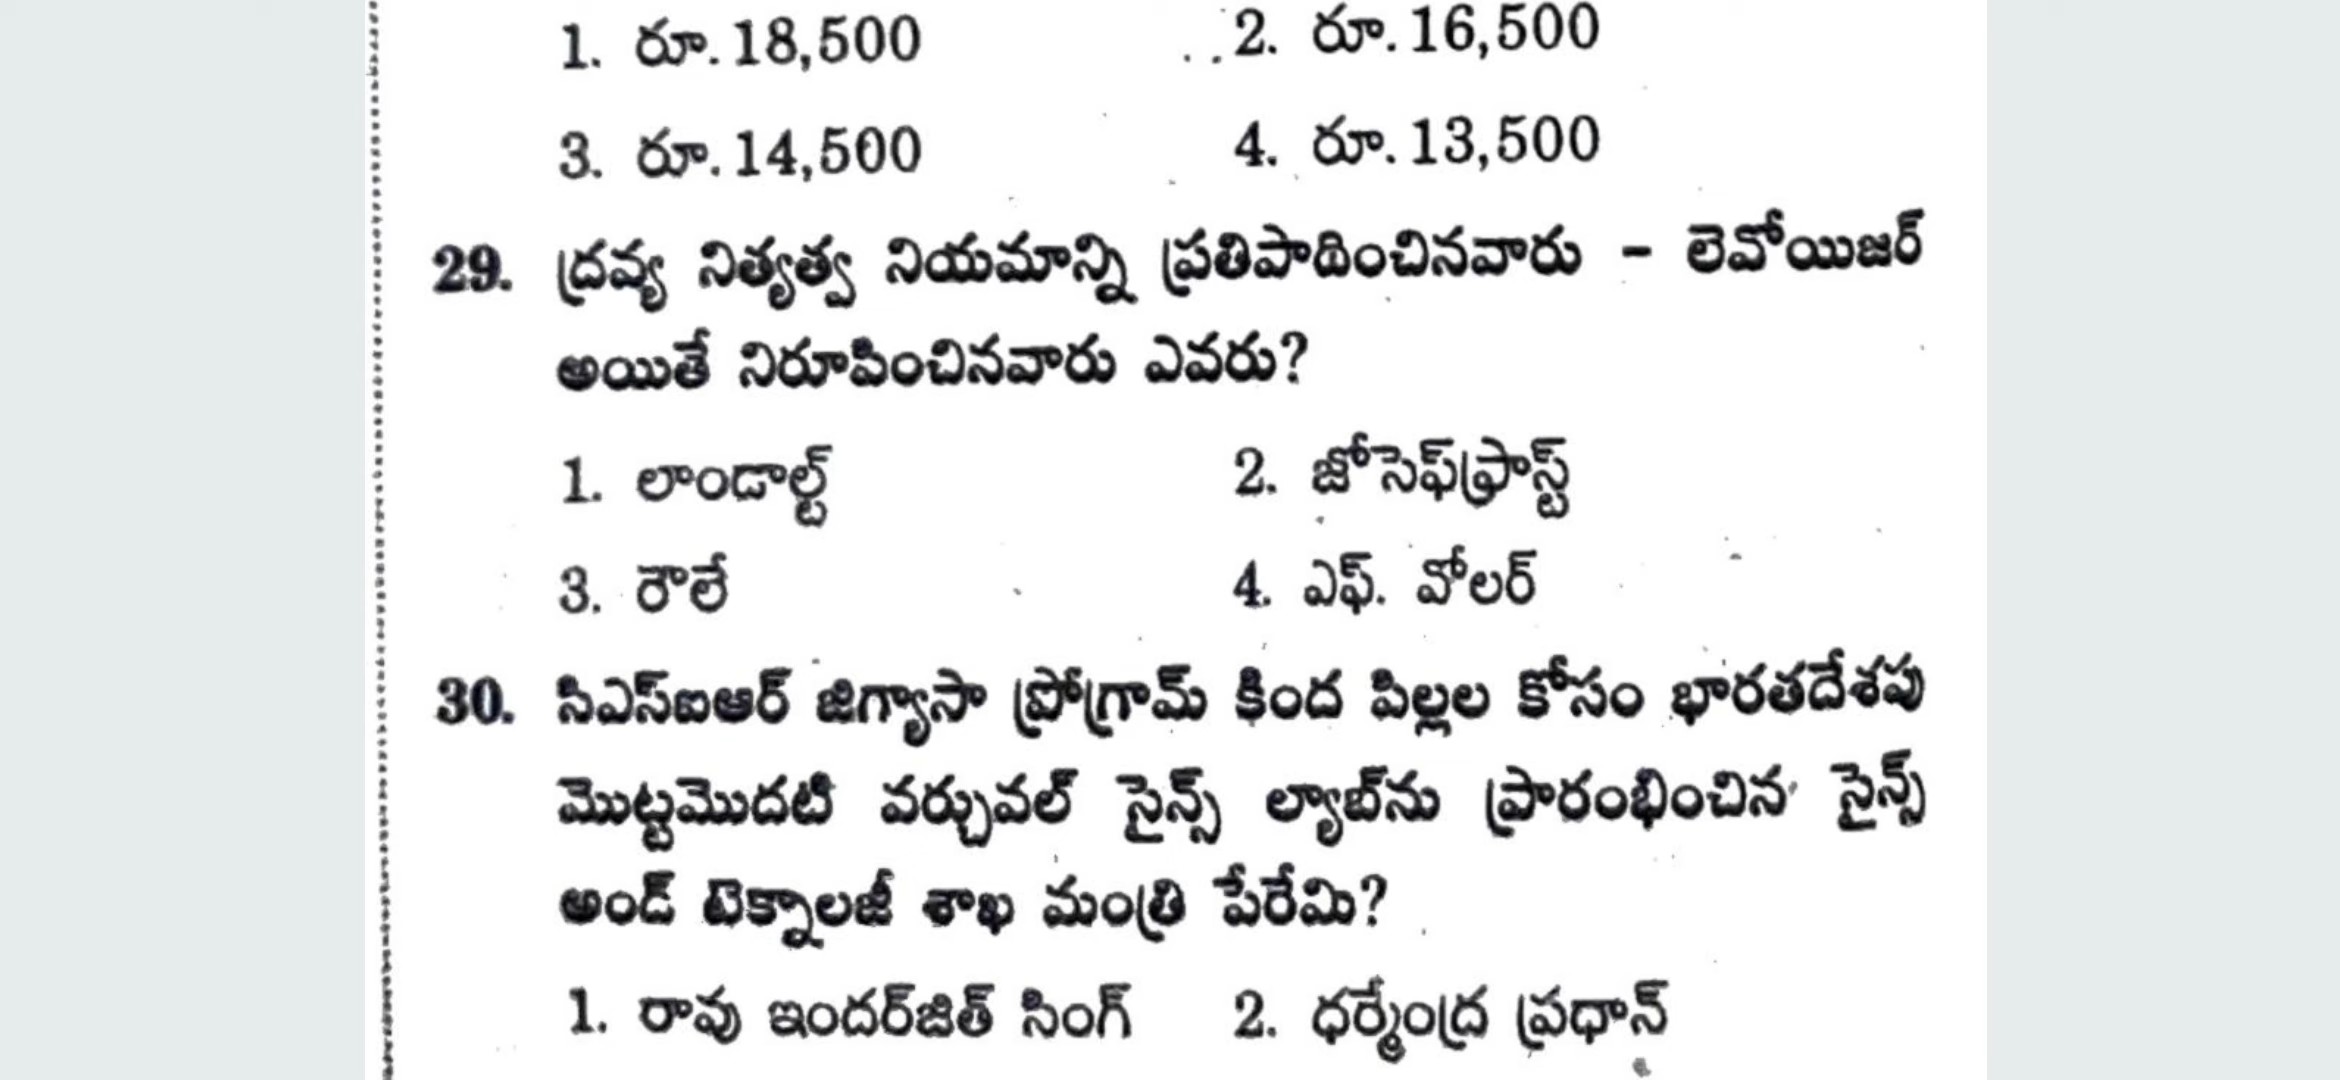 1. రూ.18,500 2. రూ.16,500
3. రూ.14,500 4. రూ.13,500
29. ద్రవ్య నిత్యత్వ నియమాన్ని ప్రతిపాదించినవారు – లెవోయిజర్
అయితే నిరూపించినవారు ఎవరు?
1. లాండాల్ట్ 2. జోసెఫ్‌ఫ్రాస్ట్
3. రౌలే 4. ఎఫ్. వోలర్
30. సిఎస్ఐఆర్ జిగ్యాసా ప్రోగ్రామ్ కింద పిల్లల కోసం భారతదేశపు
మొట్టమొదటి వర్చువల్ సైన్స్ ల్యాబ్‌ను ప్రారంభించిన సైన్స్
అండ్ టెక్నాలజీ శాఖ మంత్రి పేరేమి?
1. రావు ఇందర్‌జిత్ సింగ్ 2. ధర్మేంద్ర ప్రధాన్